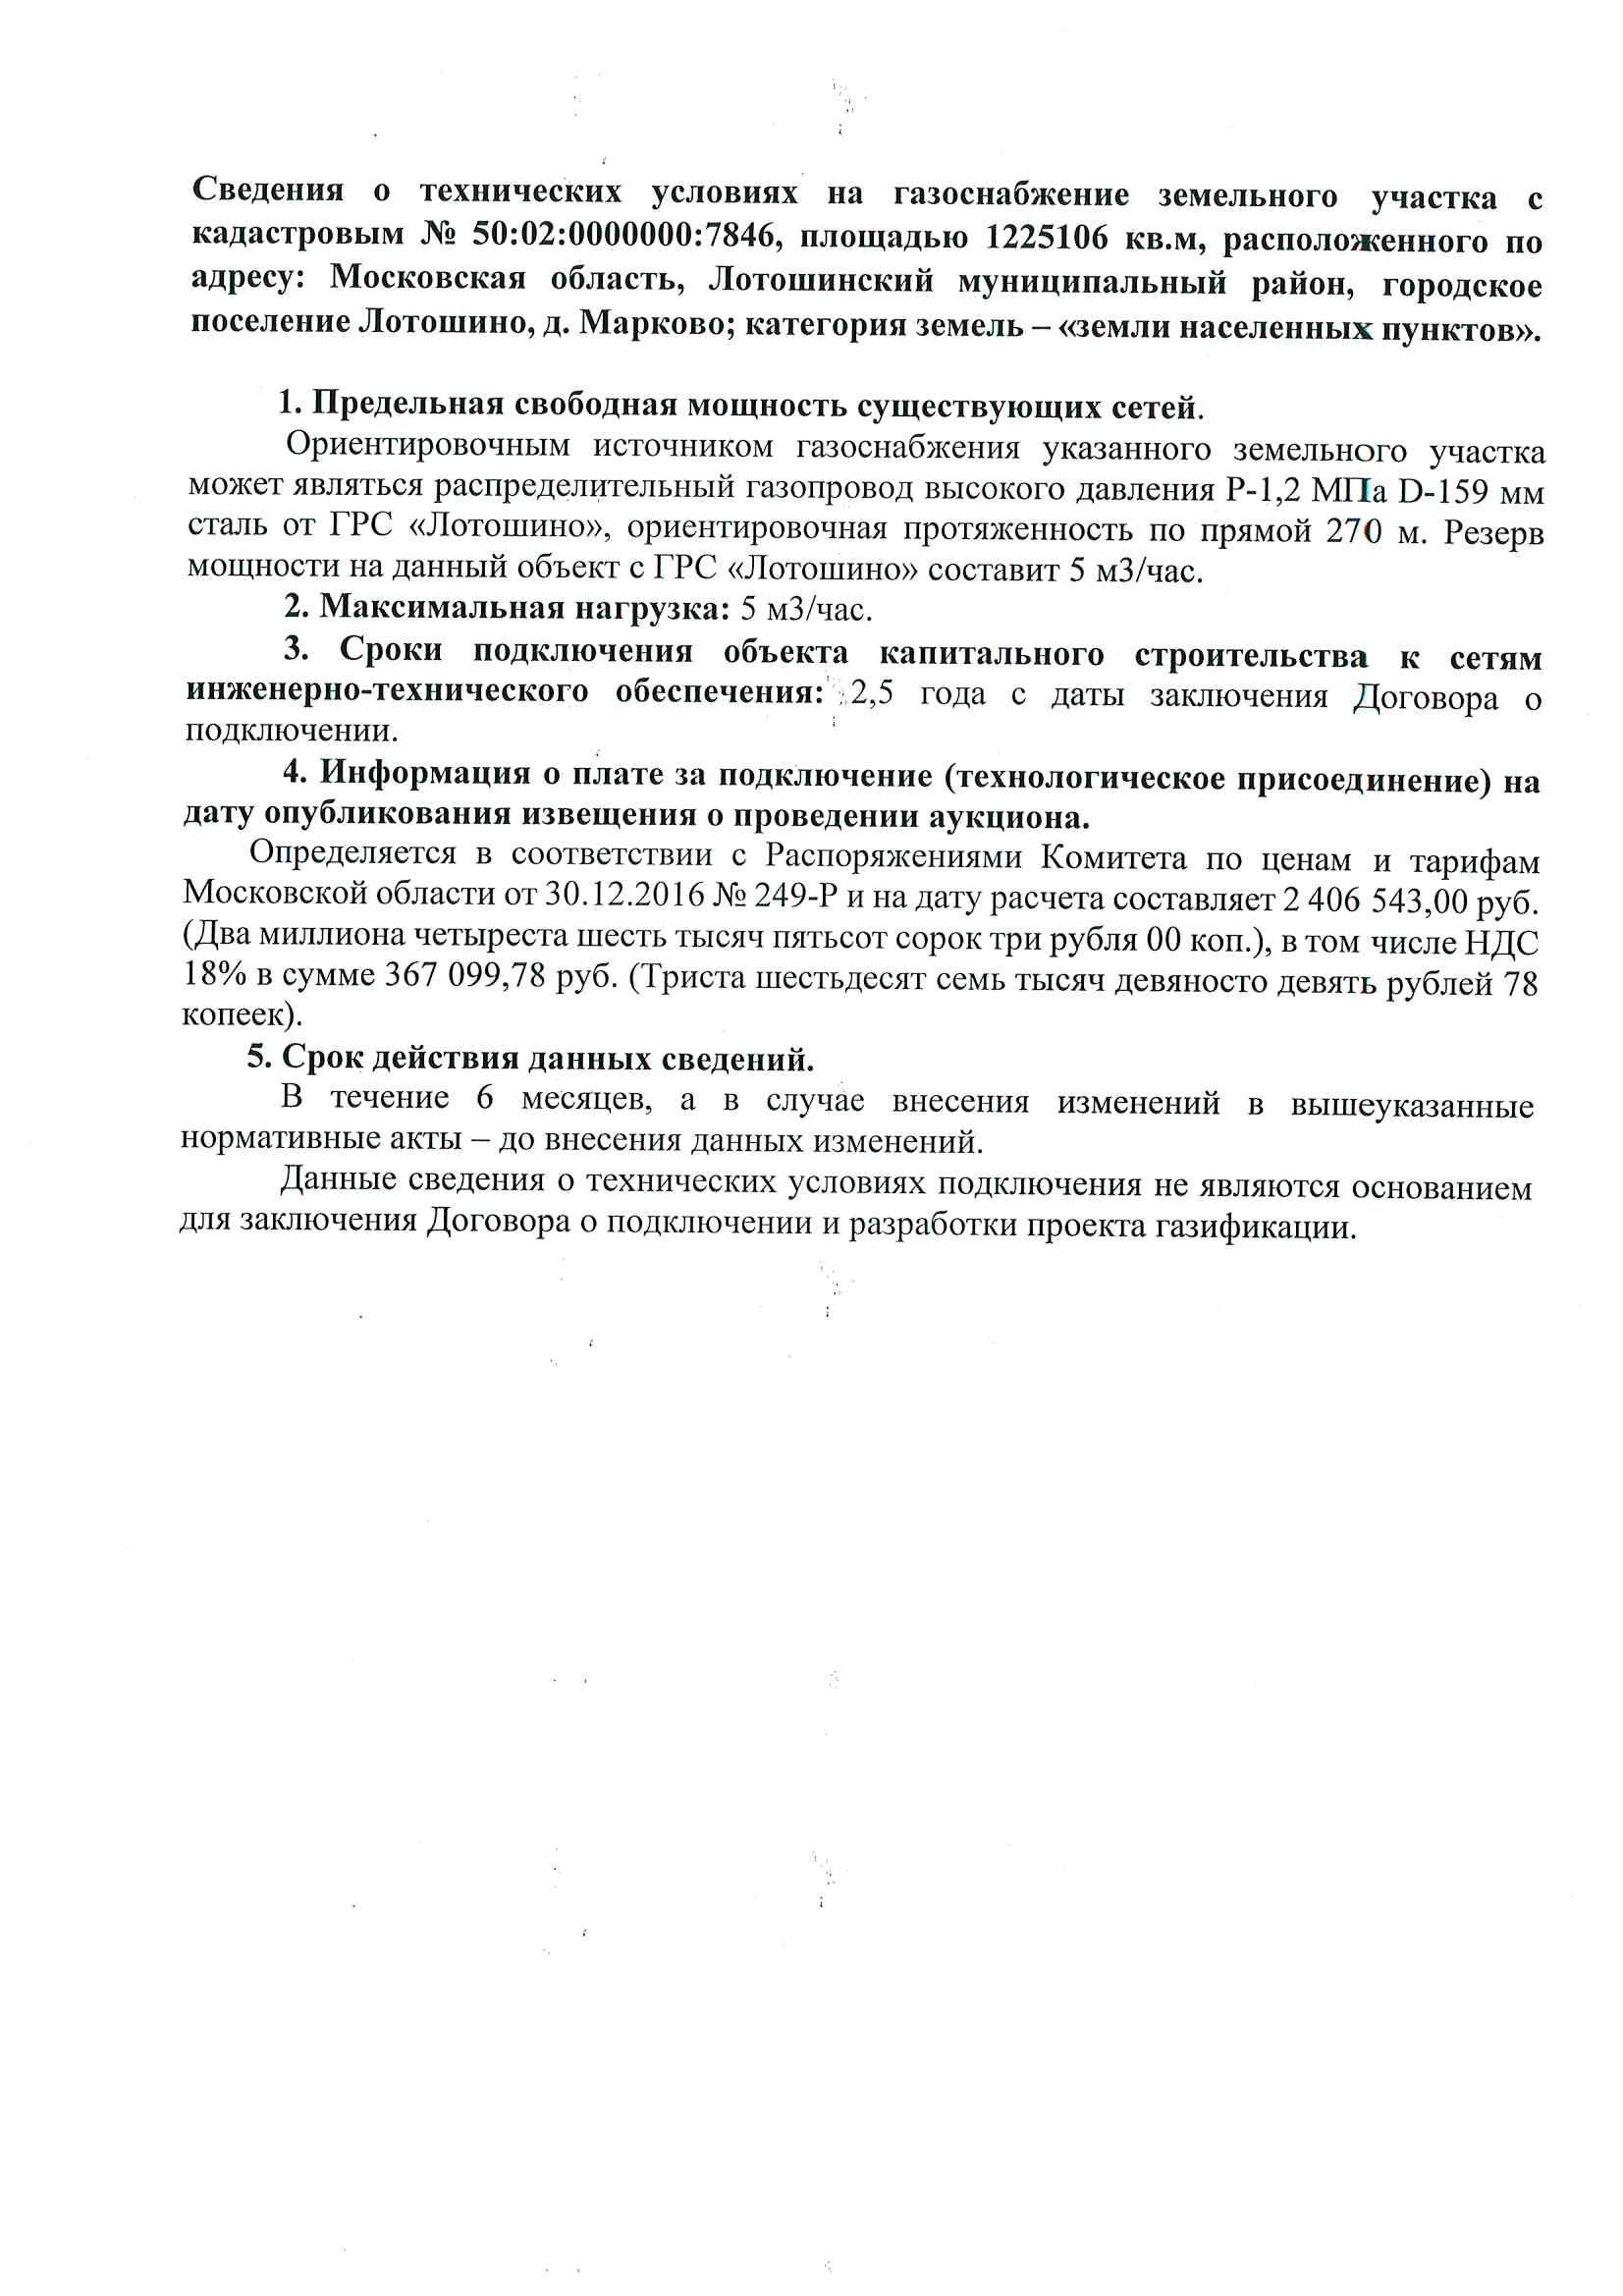 Сведения о технических условиях на газоснабжение земельного участка с
кадастровым № 50:02:0000000:7846, площадью 1225106 кв.м, расположенного по
адресу: Московская область, Лотошинский муниципальный район, городское
поселение Лотошино, д. Марково; категория земель – «земли населенных пунктов».
1. Предельная свободная мощность существующих сетей.
Ориентировочным источником газоснабжения указанного земельного участка
может являться распределительный газопровод высокого давления Р-1,2 МПа D-159 мм
сталь от ГРС «Лотошино», ориентировочная протяженность по прямой 270 м. Резерв
мощности на данный объект с ГРС «Лотошино» составит 5 м3/час.
2. Максимальная нагрузка: 5 м3/час.
3. Сроки подключения объекта капитального строительства к сетям
инженерно-технического обеспечения: 2,5 года с даты заключения Договора о
подключении.
4. Информация о плате за подключение (технологическое присоединение) на
дату опубликования извещения о проведении аукциона.
Определяется в соответствии с Распоряжениями Комитета по ценам и тарифам
Московской области от 30.12.2016 № 249-Р и на дату расчета составляет 2 406 543,00 руб.
(Два миллиона четыреста шесть тысяч пятьсот сорок три рубля 00 коп.), в том числе НДС
18% в сумме 367 099,78 руб. (Триста шестьдесят семь тысяч девяносто девять рублей 78
копеек).
5. Срок действия данных сведений.
В течение 6 месяцев, а в случае внесения изменений в вышеуказанные
нормативные акты – до внесения данных изменений.
Данные сведения о технических условиях подключения не являются основанием
для заключения Договора о подключении и разработки проекта газификации.